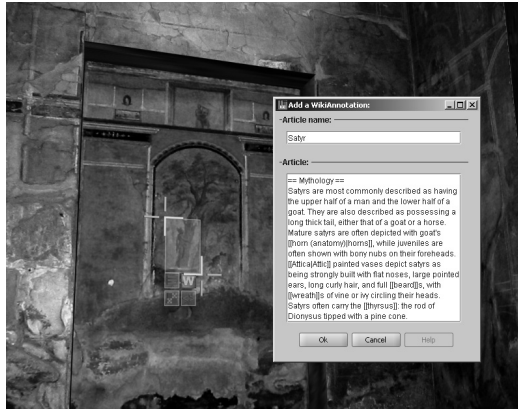 Add a WikiAnnotation:
Article name:
Satyr
Article:
== Mythology ==
Satyrs are most commonly described as having
the upper half of a man and the lower half of a
goat. They are also described as possessing a
long thick tail, either that of a goat or a horse.
Mature satyrs are often depicted with goat's
[[horn (anatomy)|horns]], while juveniles are
often shown with bony nubs on their foreheads.
[[Attica|Attic]] painted vases depict satyrs as
being strongly built with flat noses, large pointed
ears, long curly hair, and full [[beard]]s, with
[[wreath]]s of vine or ivy circling their heads.
Satyrs often carry the [[thyrsus]]: the rod of
Dionysus tipped with a pine cone.
Ok Cancel Help
W